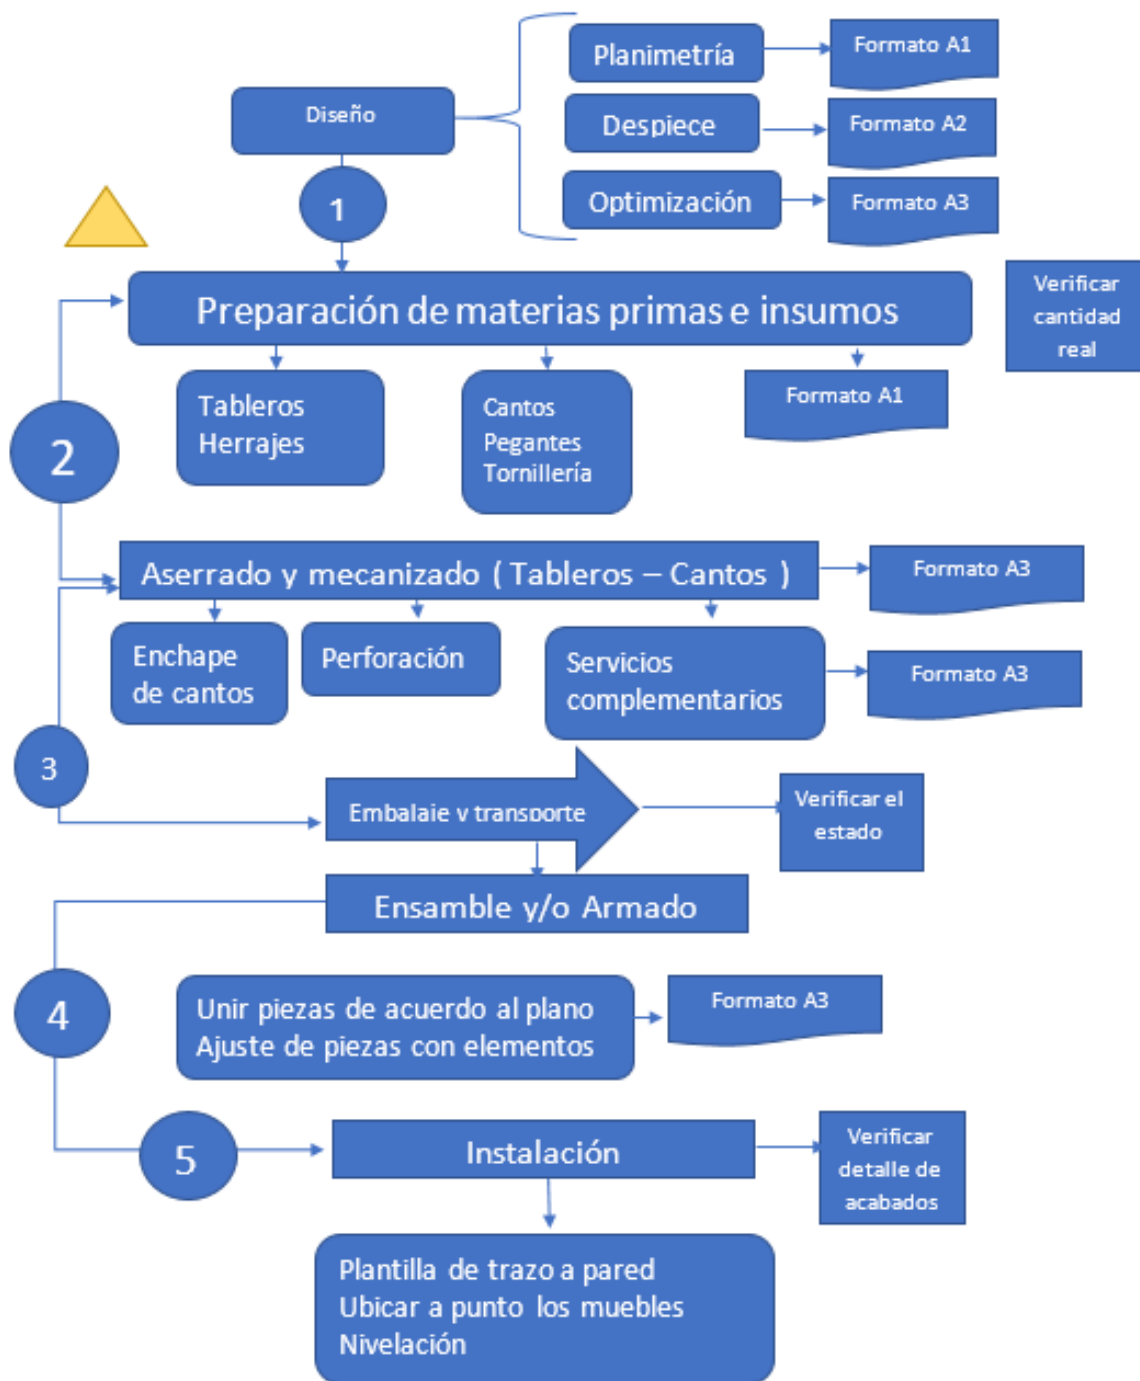 Diseño
Planimetría
Formato A1
Despiece
Formato A2
Optimización
Formato A3
1
Preparación de materias primas e insumos
Verificar
cantidad
real
Tableros
Herrajes
Cantos
Pegantes
Tornillería
Formato A1
2
Aserrado y mecanizado ( Tableros – Cantos )
Formato A3
Enchape
de cantos
Perforación
Servicios
complementarios
Formato A3
3
Embalaje y transporte
Verificar el
estado
Ensamble y/o Armado
4
Unir piezas de acuerdo al plano
Ajuste de piezas con elementos
Formato A3
5
Instalación
Verificar
detalle de
acabados
Plantilla de trazo a pared
Ubicar a punto los muebles
Nivelación